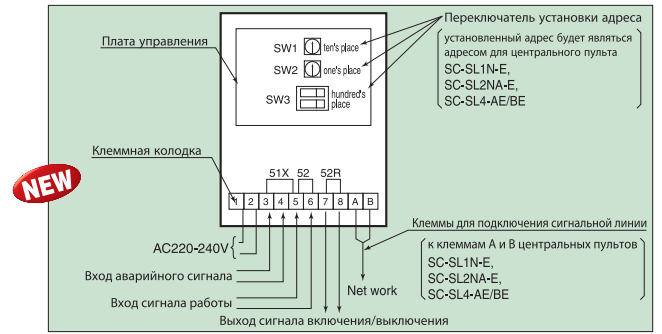 Плата управления
SW1 ten's place
SW2 one's place
SW3 hundred's
place
Переключатель установки адреса
установленный адрес будет являться
адресом для центрального пульта
SC-SL1N-E,
SC-SL2NA-E,
SC-SL4-AE/BE
Клеммная колодка
NEW
51X 52 52R
1 2 3 4 5 6 7 8 A B
AC220-240V
Вход аварийного сигнала
Вход сигнала работы
Выход сигнала включения/выключения
Net work
Клеммы для подключения сигнальной линии
к клеммам А и В центральных пультов
SC-SL1N-E,
SC-SL2NA-E,
SC-SL4-AE/BE